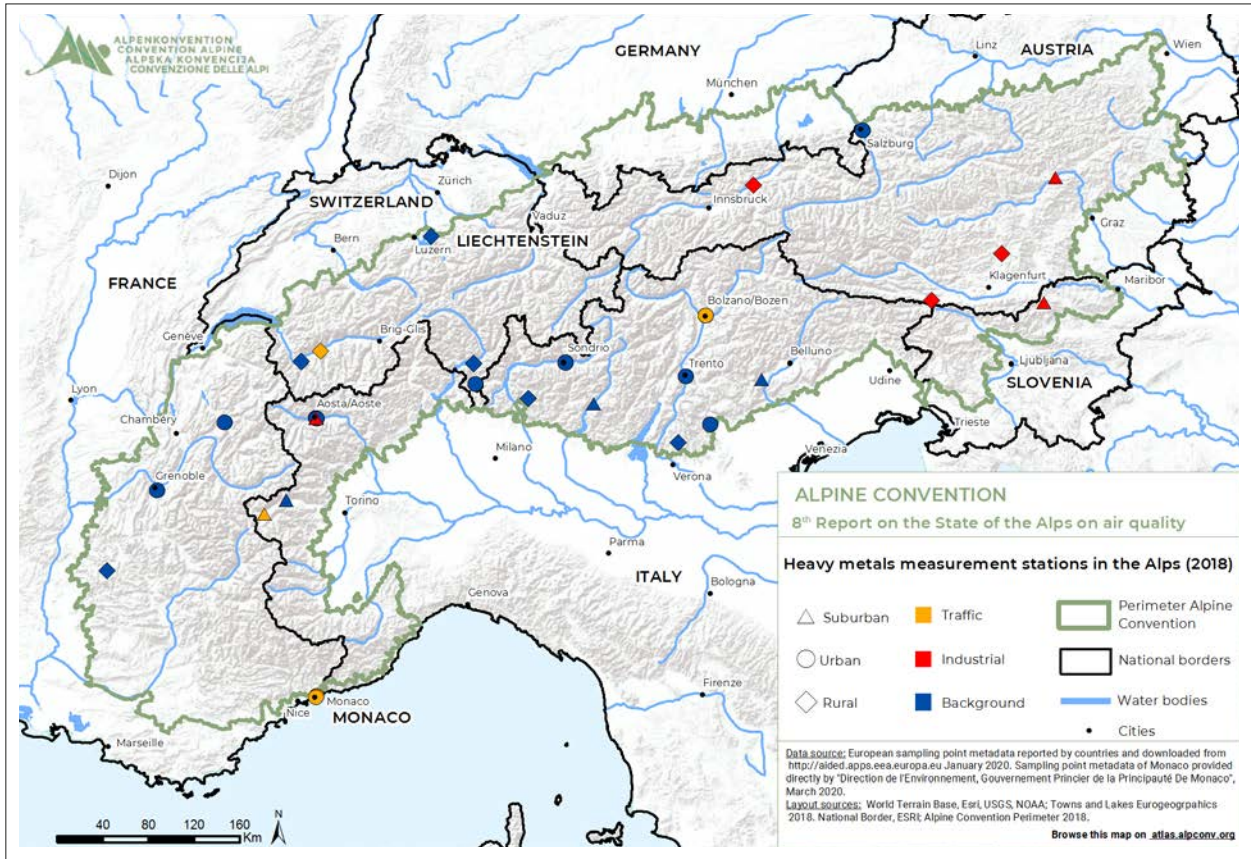 ALPENKONVENTION
CONVENTION ALPINE
ALPSKA KONVENCIJA
CONVENZIONE DELLE ALPI
GERMANY
AUSTRIA
Linz
Wien
München
Salzburg
Dijon
Zürich
SWITZERLAND
Innsbruck
Vaduz
Graz
Bern
Luzern
LIECHTENSTEIN
FRANCE
Klagenfurt
Maribor
Bolzano/Bozen
Genève
Brig-Glis
Sondrio
Belluno
Ljubljana
Trento
Udine
SLOVENIA
Lyon
Aosta/Aoste
Chambéry
Trieste
Milano
Venezia
Verona
Grenoble
Torino
Parma
ITALY
Bologna
Genova
Firenze
Monaco
Nice
MONACO
Marseille
ALPINE CONVENTION
8th Report on the State of the Alps on air quality
Heavy metals measurement stations in the Alps (2018)
Suburban
Traffic
Perimeter Alpine
Convention
Urban
Industrial
National borders
Rural
Background
Water bodies
Cities
Data source: European sampling point metadata reported by countries and downloaded from
http://aided.apps.eea.europa.eu January 2020. Sampling point metadata of Monaco provided
directly by "Direction de l'Environnement, Gouvernement Princier de la Principauté De Monaco",
March 2020.
Layout sources: World Terrain Base, Esri, USGS, NOAA; Towns and Lakes Eurogeogrpahics
2018. National Border, ESRI; Alpine Convention Perimeter 2018.
Browse this map on atlas.alpconv.org
0 40 80 120 160
Km
N